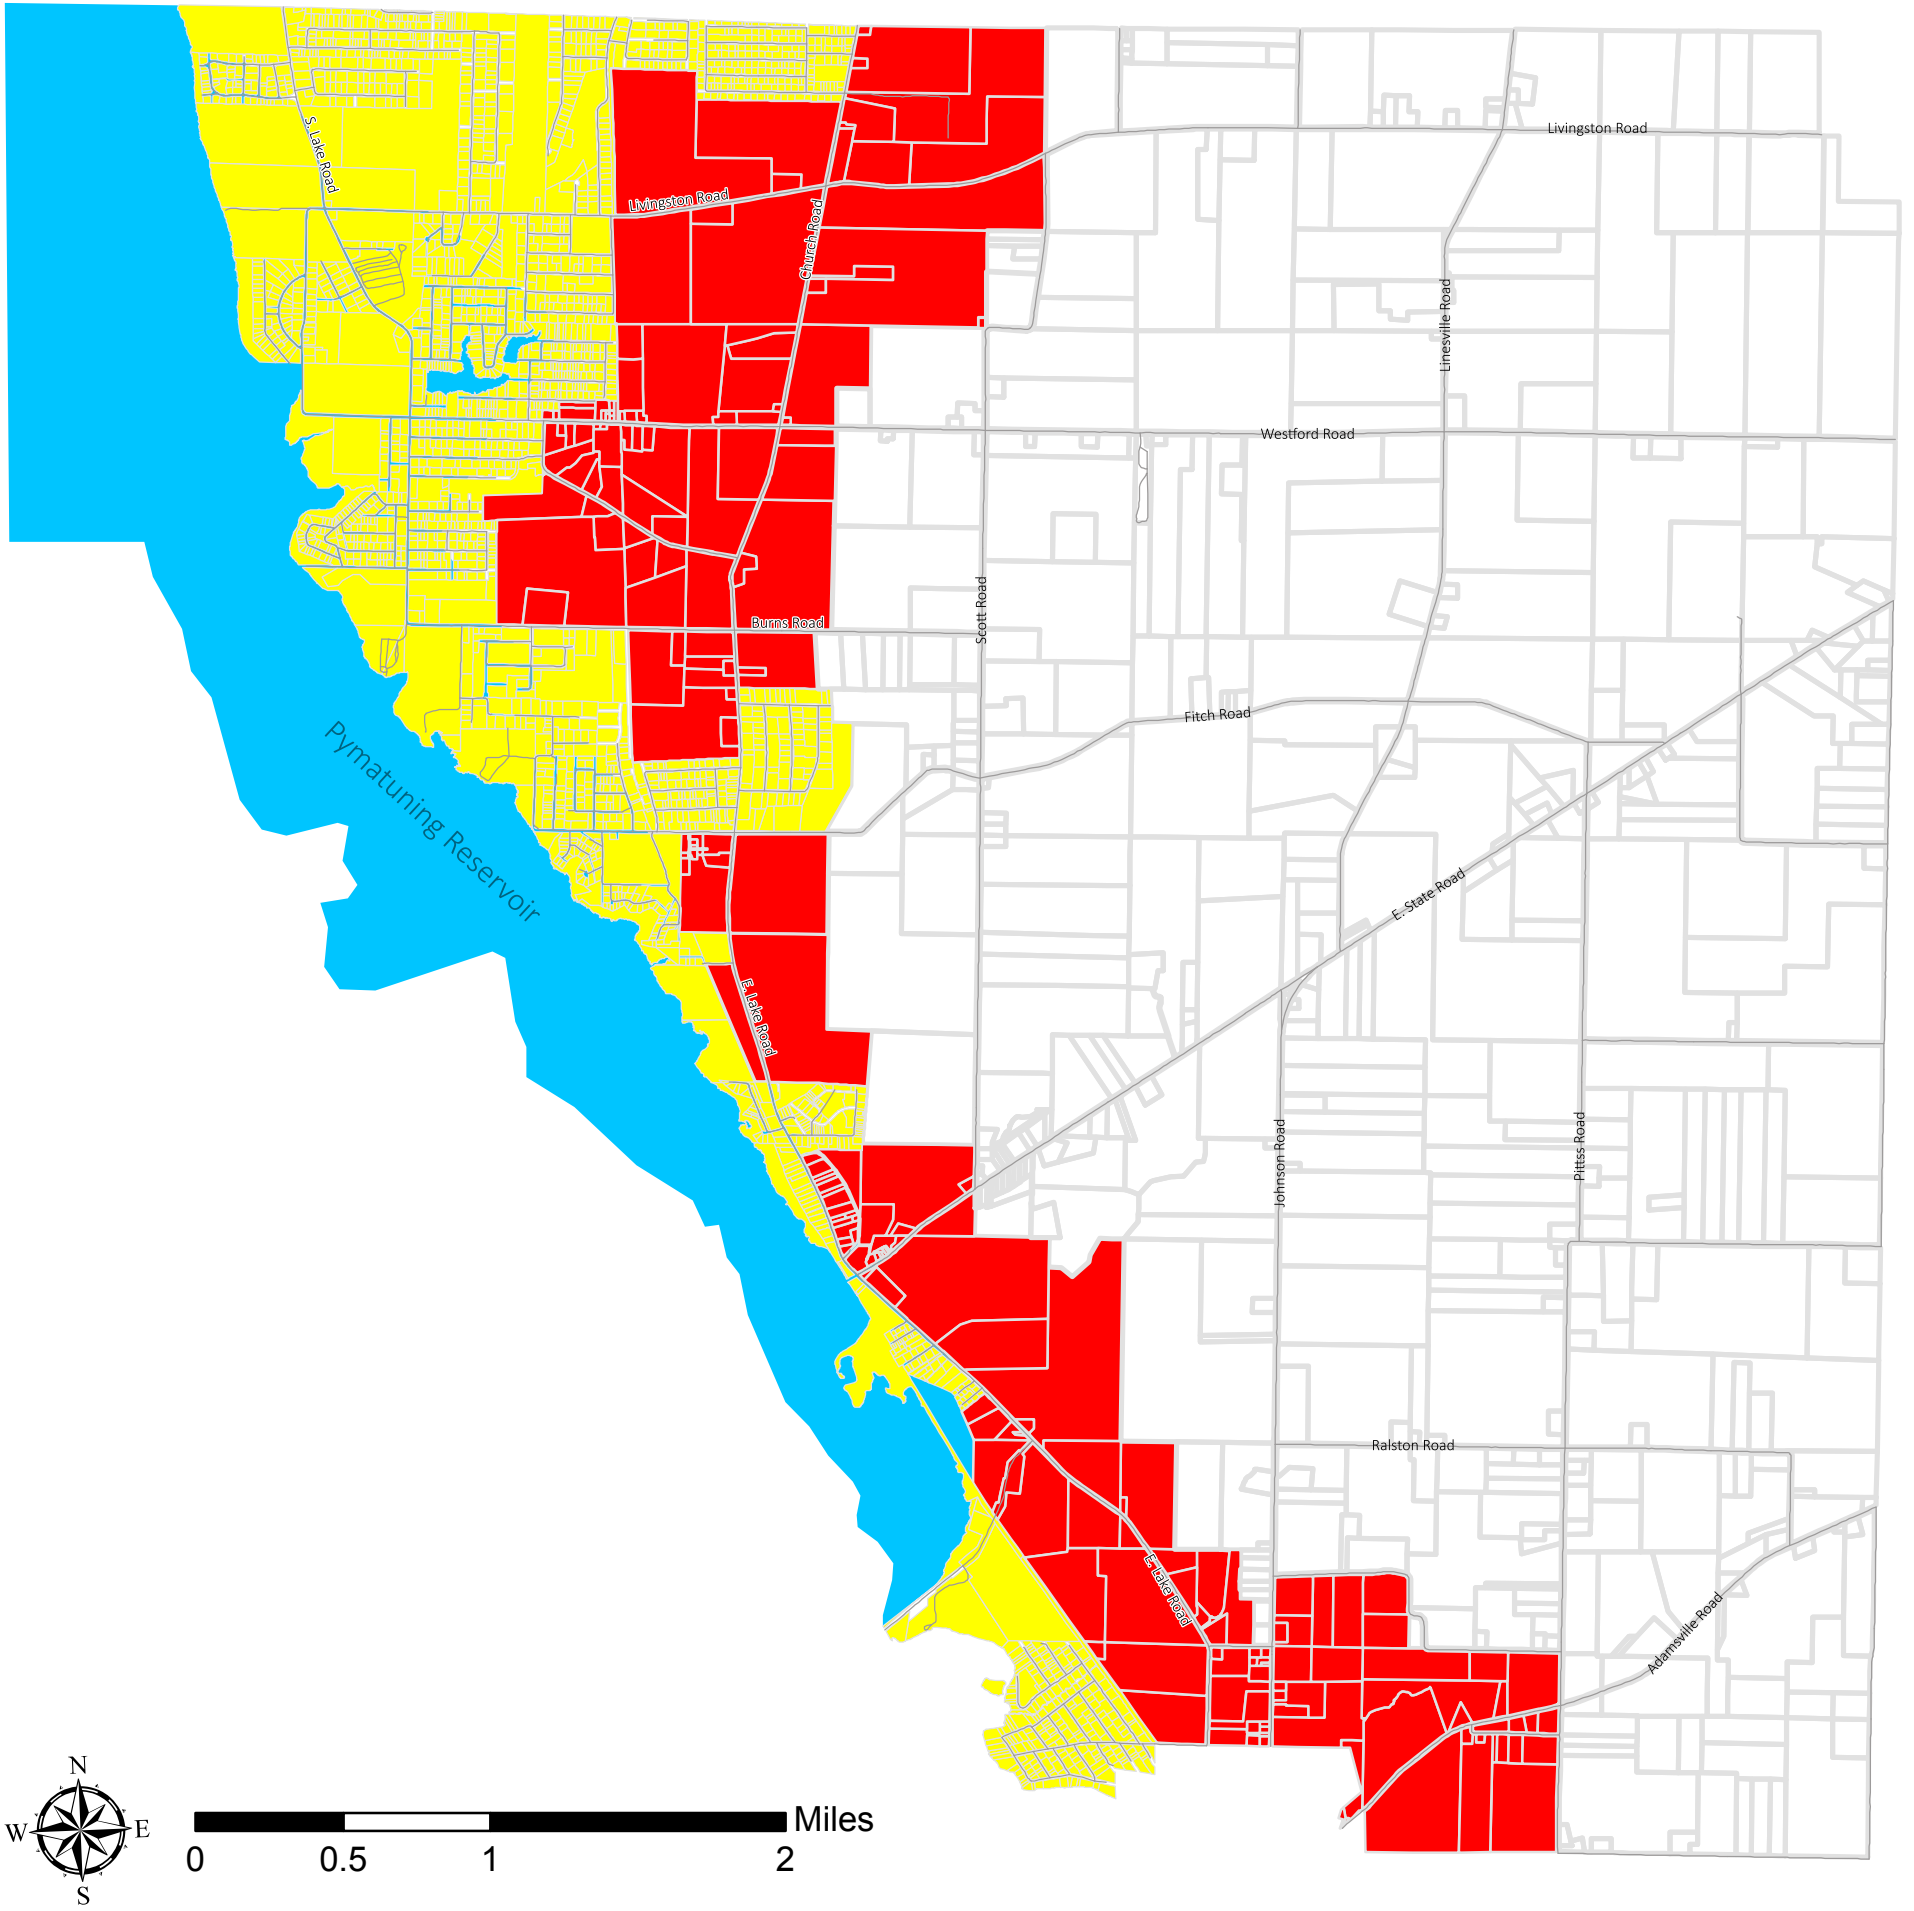 S. Lake Road
Livingston Road
Livingston Road
Church Road
Linesville Road
Westford Road
Scott Road
Burns Road
Fitch Road
Pymatuning Reservoir
E. State Road
E. Lake Road
Johnson Road
Pittss Road
Ralston Road
E. Lake Road
Adamsville Road
N
W E
S
Miles
0 0.5 1 2